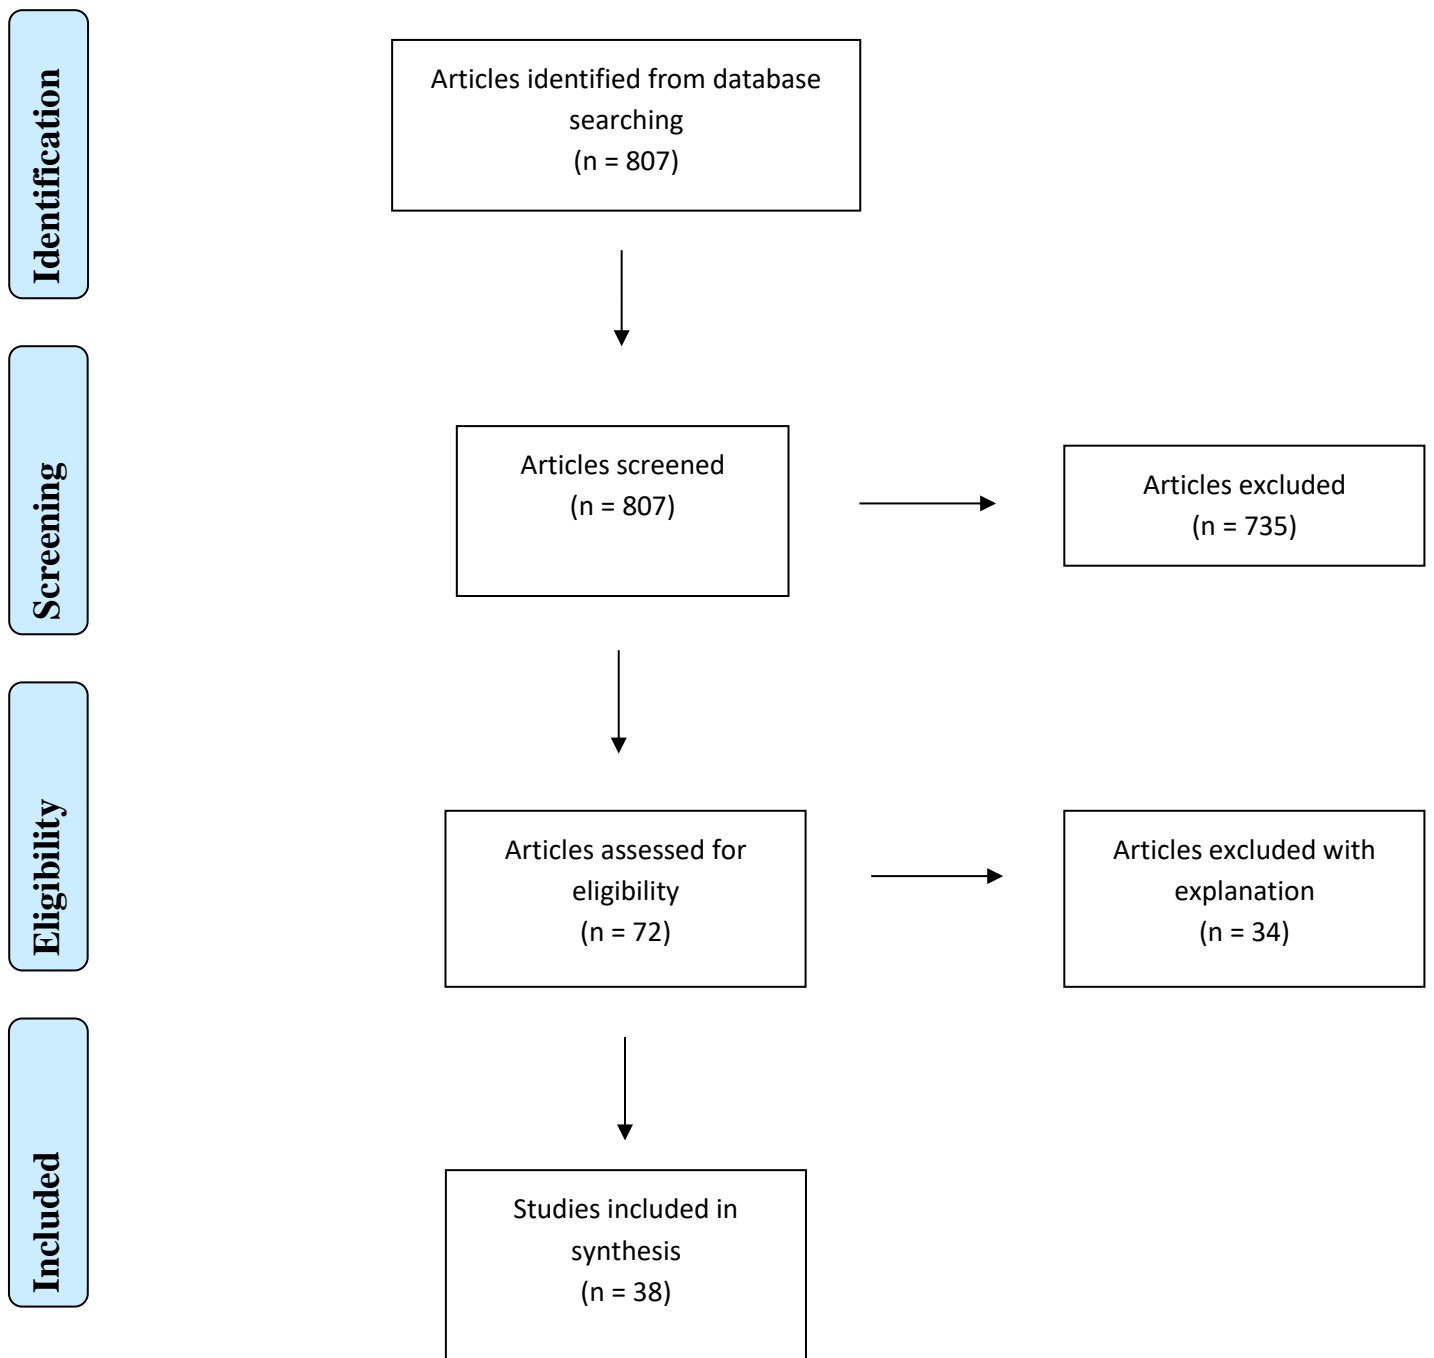 Identification
Articles identified from database
searching
(n = 807)
Screening
Articles screened
(n = 807)
Articles excluded
(n = 735)
Eligibility
Articles assessed for
eligibility
(n = 72)
Articles excluded with
explanation
(n = 34)
Included
Studies included in
synthesis
(n = 38)